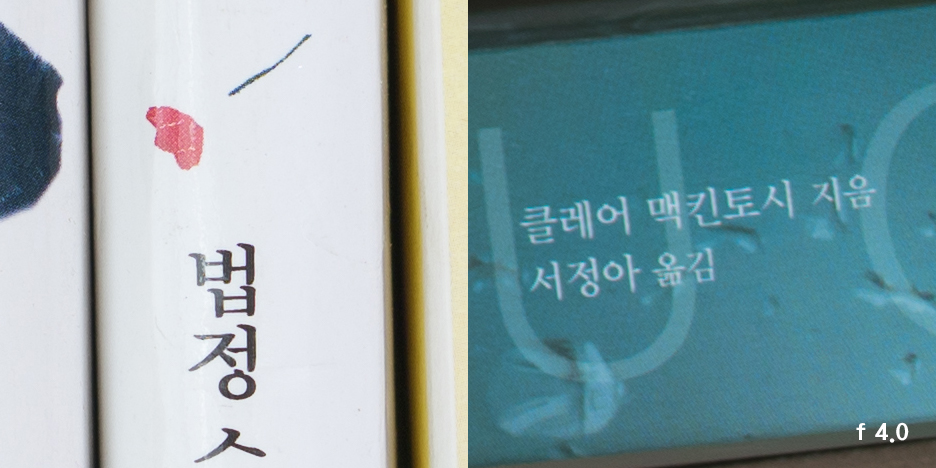 법정
클레어 맥킨토시 지음
서정아 옮김
f 4.0